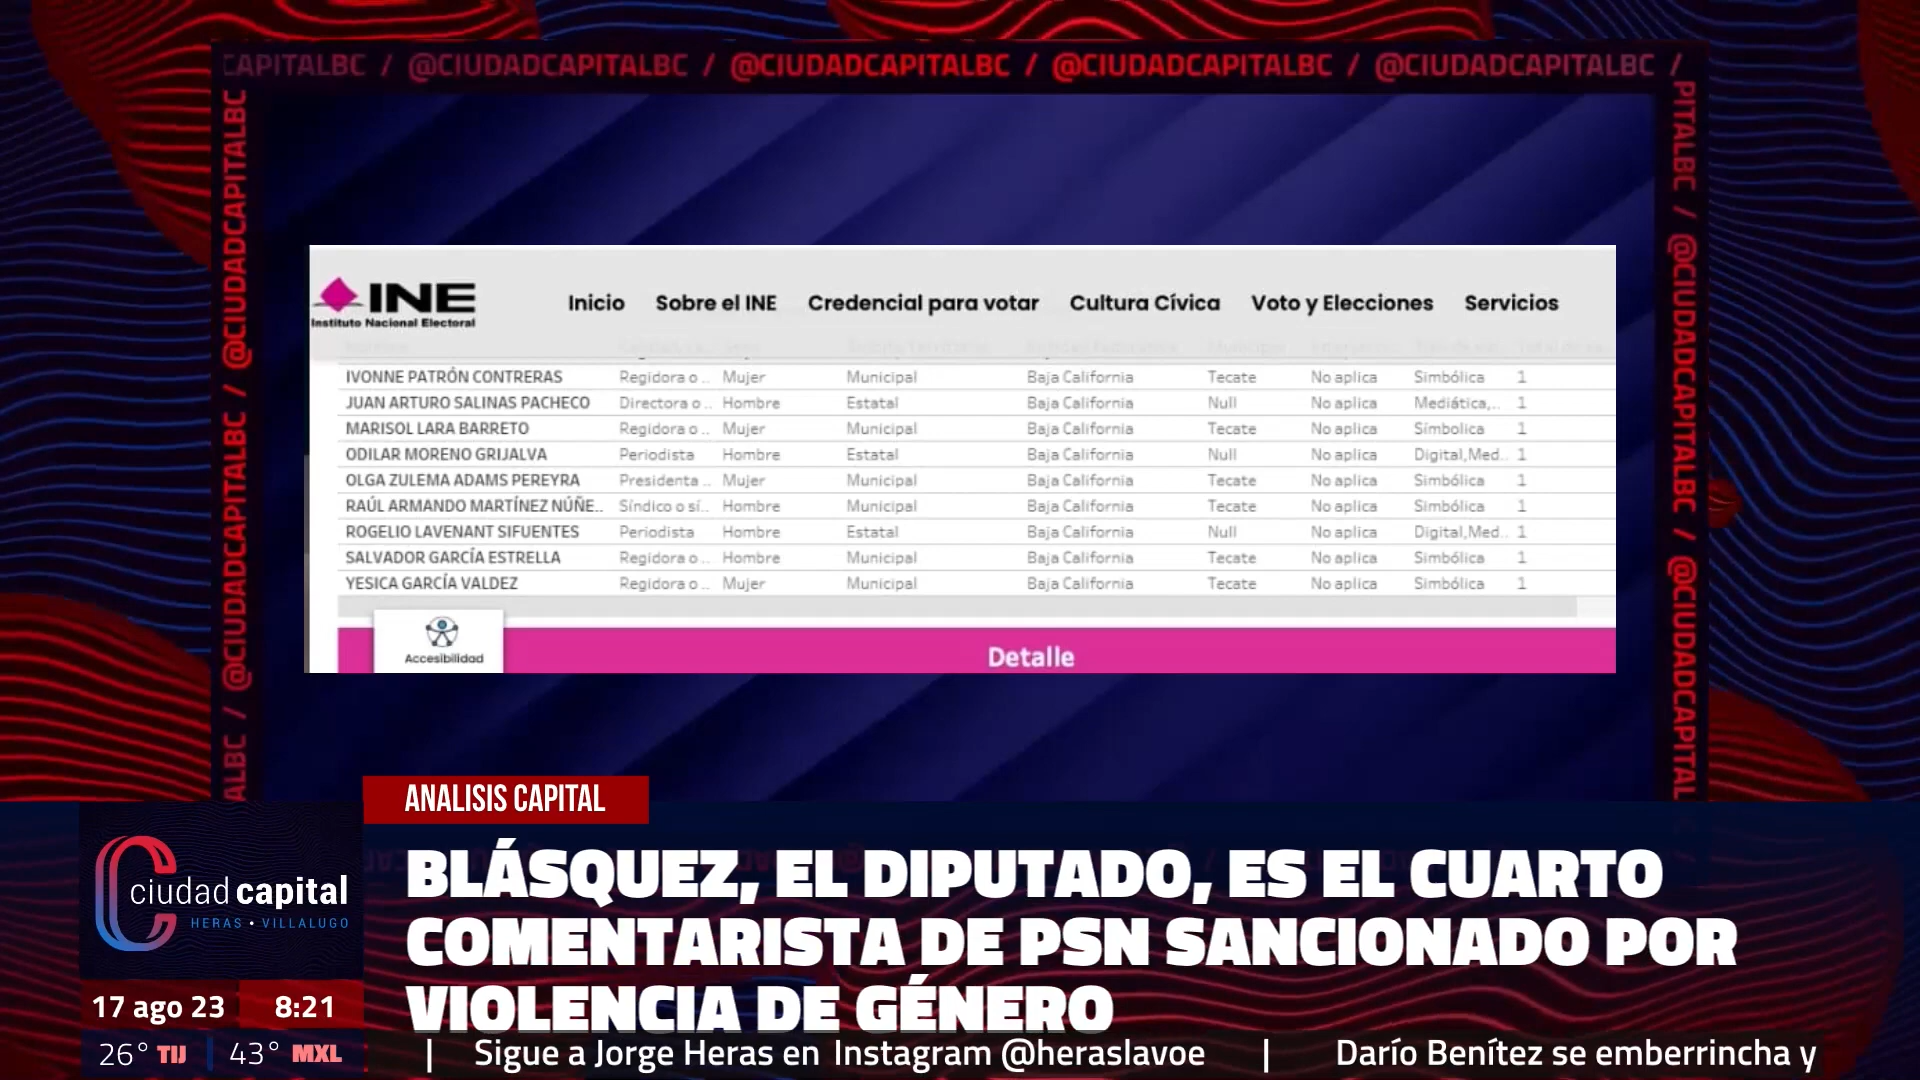 CAPITALBC / @CIUDADCAPITALBC / @CIUDADCAPITALBC / @CIUDADCAPITALBC / @CIUDADCAPITALBC /
ALBC / @CIUDADCAPITALBC / @CIUDADCAPITALBC
PITALBC / @CIUDADCAPITALBC / @CIUDADCAPITAL
INE
Instituto Nacional Electoral
Inicio Sobre el INE Credencial para votar Cultura Cívica Voto y Elecciones Servicios
IVONNE PATRÓN CONTRERAS Regidora o .. Mujer Municipal Baja California Tecate No aplica Simbólica 1
JUAN ARTURO SALINAS PACHECO Directora o .. Hombre Estatal Baja California Null No aplica Mediática,.. 1
MARISOL LARA BARRETO Regidora o .. Mujer Municipal Baja California Tecate No aplica Símbolica 1
ODILAR MORENO GRIJALVA Periodista Hombre Estatal Baja California Null No aplica Digital,Med.. 1
OLGA ZULEMA ADAMS PEREYRA Presidenta .. Mujer Municipal Baja California Tecate No aplica Simbólica 1
RAÚL ARMANDO MARTÍNEZ NÚÑE.. Síndico o sí.. Hombre Municipal Baja California Tecate No aplica Simbólica 1
ROGELIO LAVENANT SIFUENTES Periodista Hombre Estatal Baja California Null No aplica Digital,Med.. 1
SALVADOR GARCÍA ESTRELLA Regidora o .. Hombre Municipal Baja California Tecate No aplica Simbólica 1
YESICA GARCÍA VALDEZ Regidora o .. Mujer Municipal Baja California Tecate No aplica Simbólica 1
Accesibilidad
Detalle
ANALISIS CAPITAL
BLÁSQUEZ, EL DIPUTADO, ES EL CUARTO
COMENTARISTA DE PSN SANCIONADO POR
VIOLENCIA DE GÉNERO
ciudad capital
HERAS • VILLALUGO
17 ago 23 8:21
26° TIJ 43° MXL
| Sigue a Jorge Heras en Instagram @heraslavoe | Darío Benítez se emberrincha y